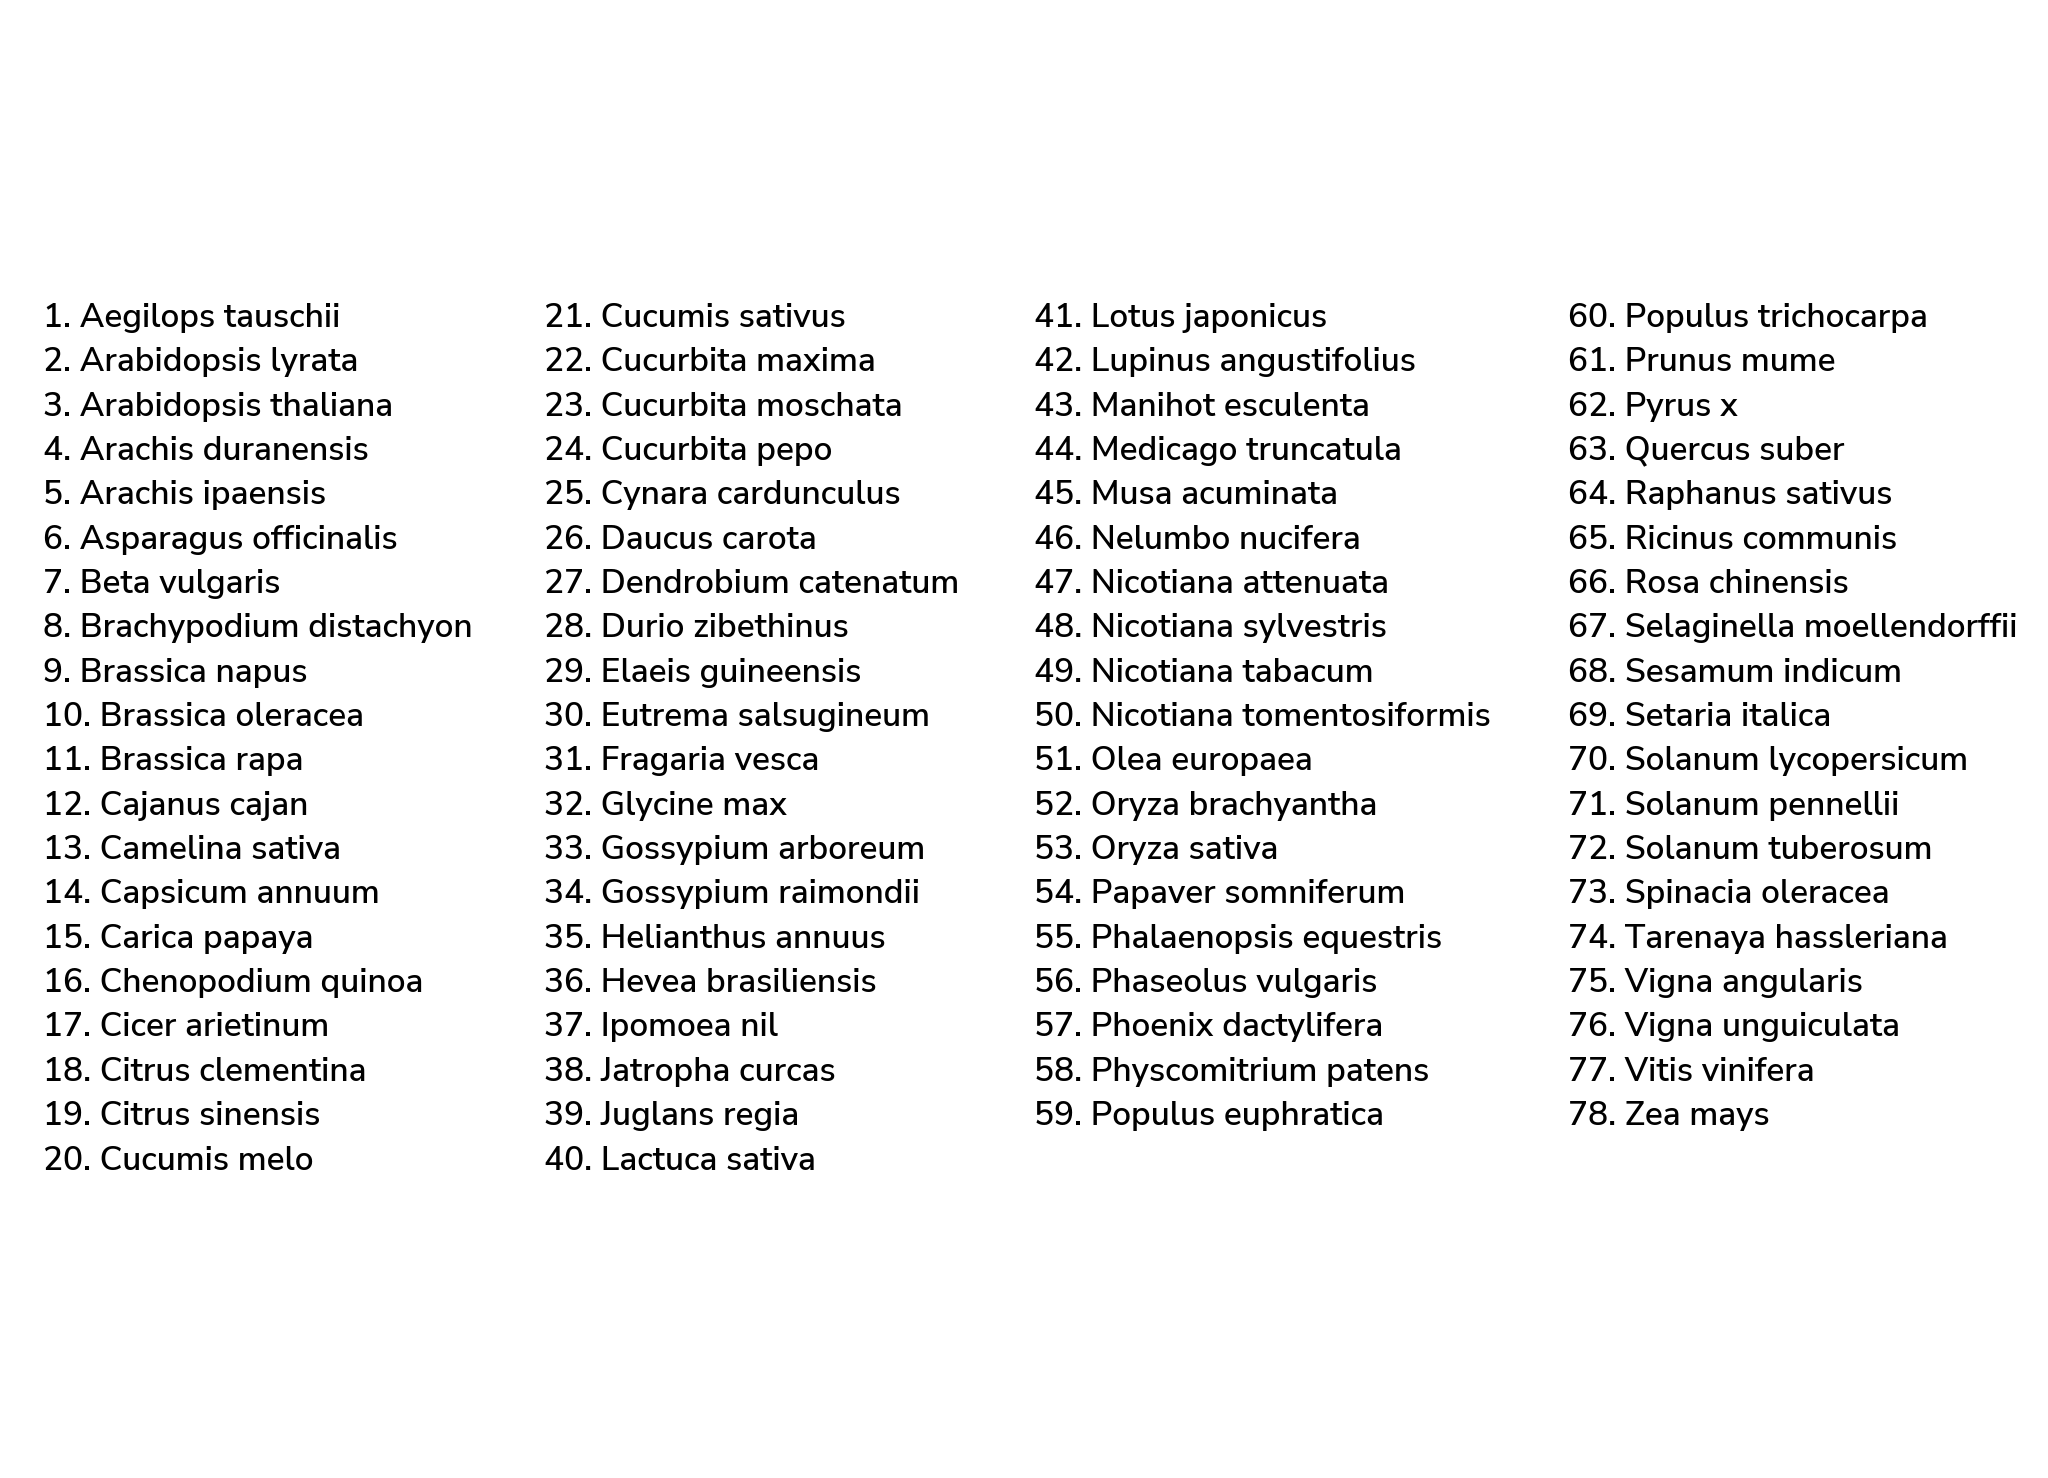 1. Aegilops tauschii
2. Arabidopsis lyrata
3. Arabidopsis thaliana
4. Arachis duranensis
5. Arachis ipaensis
6. Asparagus officinalis
7. Beta vulgaris
8. Brachypodium distachyon
9. Brassica napus
10. Brassica oleracea
11. Brassica rapa
12. Cajanus cajan
13. Camelina sativa
14. Capsicum annuum
15. Carica papaya
16. Chenopodium quinoa
17. Cicer arietinum
18. Citrus clementina
19. Citrus sinensis
20. Cucumis melo
21. Cucumis sativus
22. Cucurbita maxima
23. Cucurbita moschata
24. Cucurbita pepo
25. Cynara cardunculus
26. Daucus carota
27. Dendrobium catenatum
28. Durio zibethinus
29. Elaeis guineensis
30. Eutrema salsugineum
31. Fragaria vesca
32. Glycine max
33. Gossypium arboreum
34. Gossypium raimondii
35. Helianthus annuus
36. Hevea brasiliensis
37. Ipomoea nil
38. Jatropha curcas
39. Juglans regia
40. Lactuca sativa
41. Lotus japonicus
42. Lupinus angustifolius
43. Manihot esculenta
44. Medicago truncatula
45. Musa acuminata
46. Nelumbo nucifera
47. Nicotiana attenuata
48. Nicotiana sylvestris
49. Nicotiana tabacum
50. Nicotiana tomentosiformis
51. Olea europaea
52. Oryza brachyantha
53. Oryza sativa
54. Papaver somniferum
55. Phalaenopsis equestris
56. Phaseolus vulgaris
57. Phoenix dactylifera
58. Physcomitrium patens
59. Populus euphratica
60. Populus trichocarpa
61. Prunus mume
62. Pyrus x
63. Quercus suber
64. Raphanus sativus
65. Ricinus communis
66. Rosa chinensis
67. Selaginella moellendorffii
68. Sesamum indicum
69. Setaria italica
70. Solanum lycopersicum
71. Solanum pennellii
72. Solanum tuberosum
73. Spinacia oleracea
74. Tarenaya hassleriana
75. Vigna angularis
76. Vigna unguiculata
77. Vitis vinifera
78. Zea mays